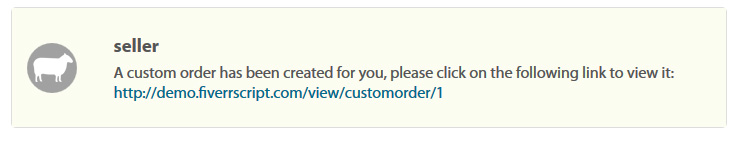 seller
A custom order has been created for you, please click on the following link to view it:
http://demo.fiverrscript.com/view/customorder/1